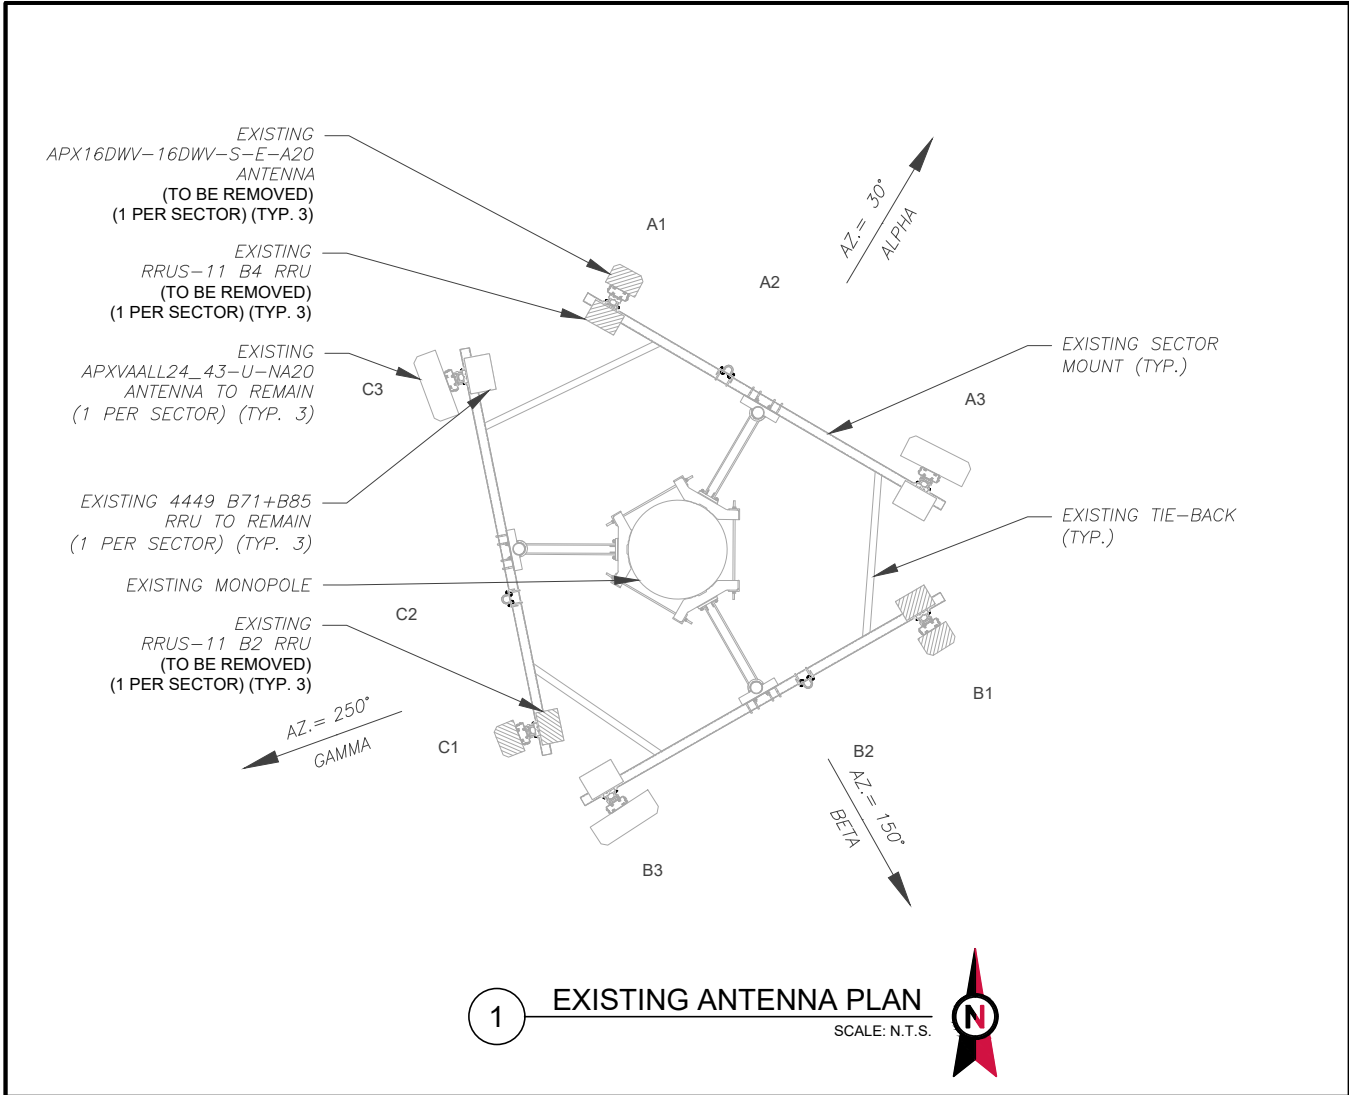 EXISTING
APX16DWV-16DWV-S-E-A20
ANTENNA
(TO BE REMOVED)
(1 PER SECTOR) (TYP. 3)
EXISTING
RRUS-11 B4 RRU
(TO BE REMOVED)
(1 PER SECTOR) (TYP. 3)
EXISTING
APXVAALL24_43-U-NA20
ANTENNA TO REMAIN
(1 PER SECTOR) (TYP. 3)
EXISTING 4449 B71+B85
RRU TO REMAIN
(1 PER SECTOR) (TYP. 3)
EXISTING MONOPOLE
EXISTING
RRUS-11 B2 RRU
(TO BE REMOVED)
(1 PER SECTOR) (TYP. 3)
A1
A2
A3
AZ.= 30°
ALPHA
EXISTING SECTOR
MOUNT (TYP.)
EXISTING TIE-BACK
(TYP.)
C3
C2
C1
AZ.= 250°
GAMMA
B1
B2
B3
AZ.= 150°
BETA
1
EXISTING ANTENNA PLAN
SCALE: N.T.S.
N